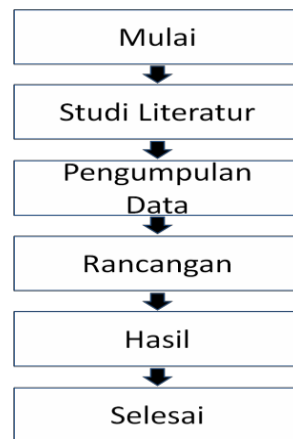 Mulai
Studi Literatur
Pengumpulan
Data
Rancangan
Hasil
Selesai